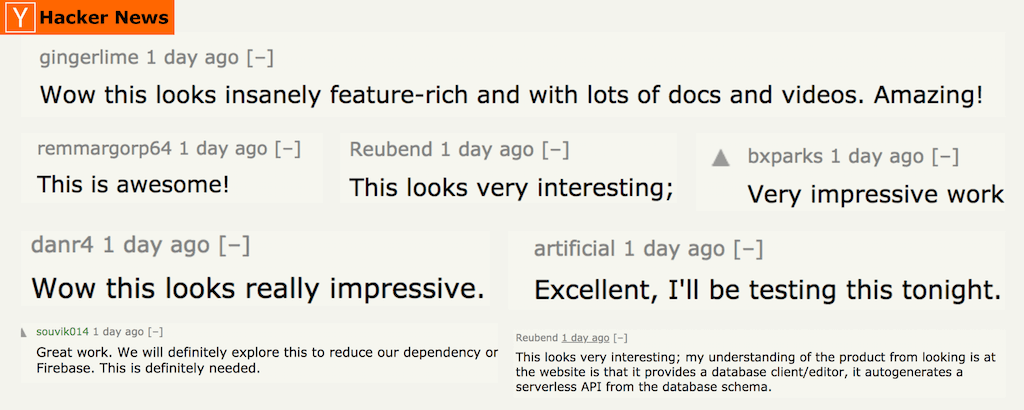 Y Hacker News
gingerlime 1 day ago [–]
Wow this looks insanely feature-rich and with lots of docs and videos. Amazing!
remmargorp64 1 day ago [–]
This is awesome!
Reubend 1 day ago [–]
This looks very interesting;
bxparks 1 day ago [–]
Very impressive work
danr4 1 day ago [–]
Wow this looks really impressive.
artificial 1 day ago [–]
Excellent, I'll be testing this tonight.
souvik014 1 day ago [–]
Great work. We will definitely explore this to reduce our dependency or
Firebase. This is definitely needed.
Reubend 1 day ago [–]
This looks very interesting; my understanding of the product from looking is at
the website is that it provides a database client/editor, it autogenerates a
serverless API from the database schema.